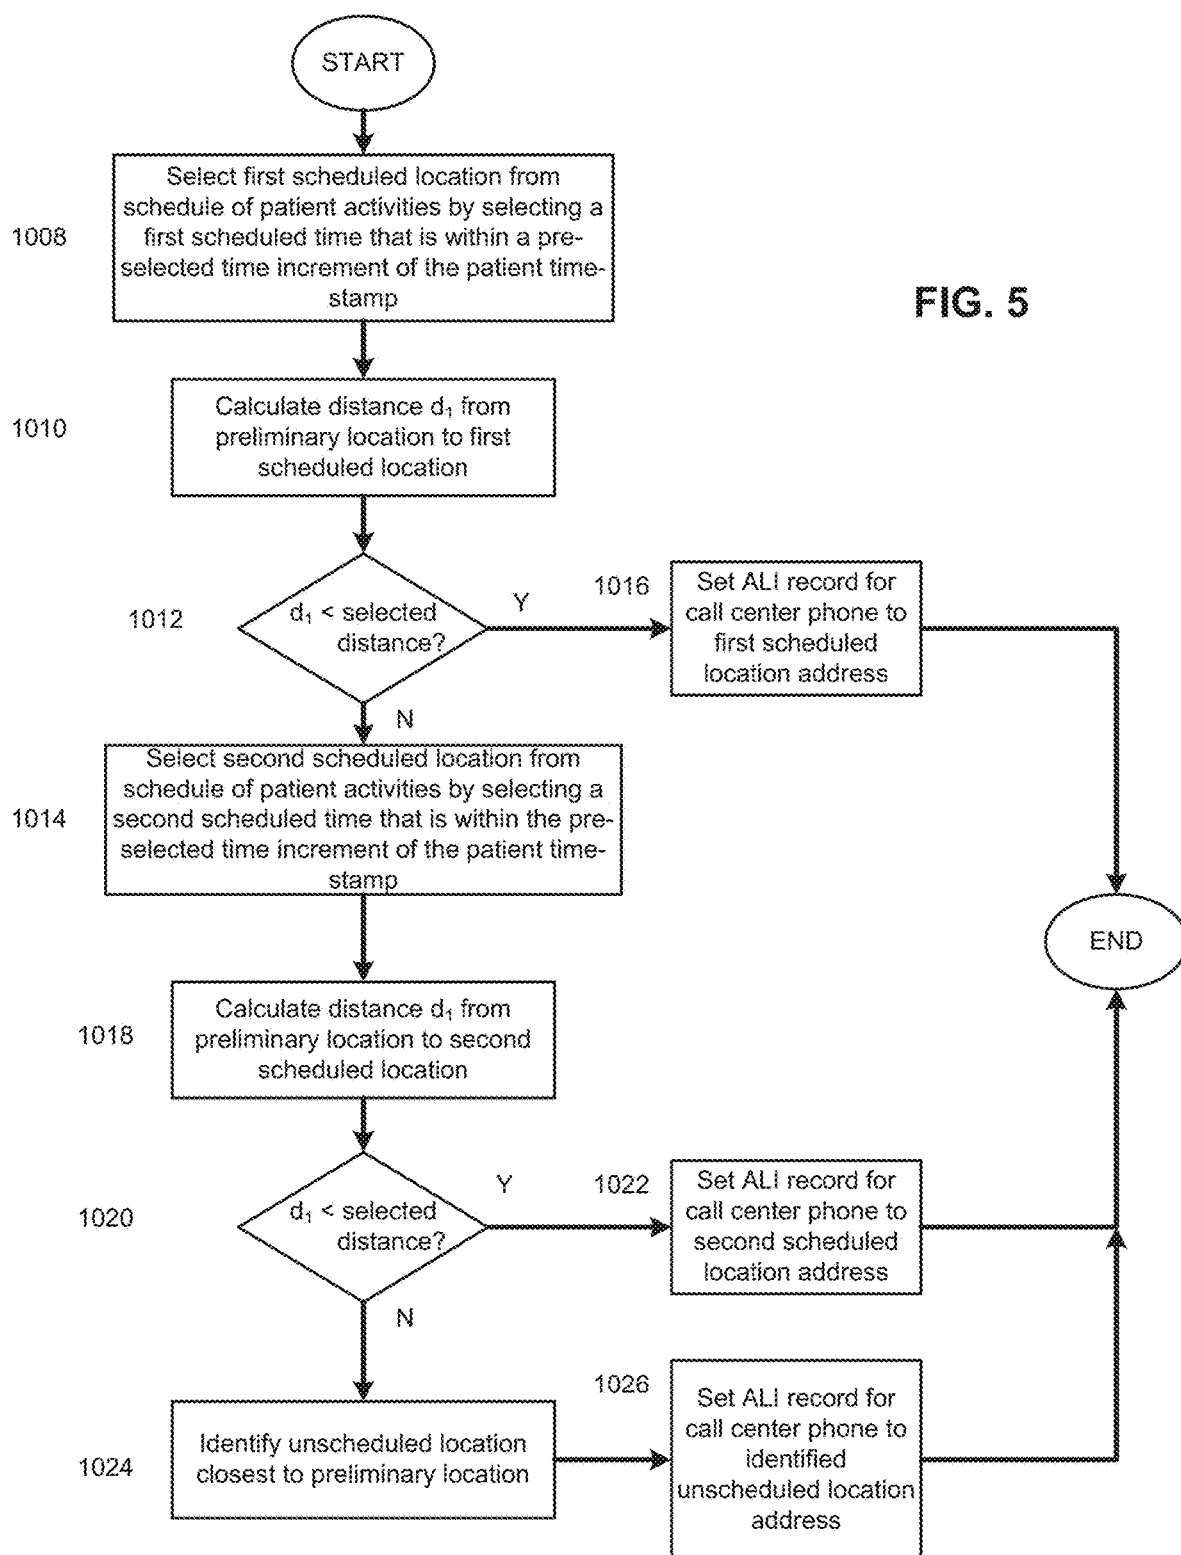 START
1008
Select first scheduled location from
schedule of patient activities by selecting a
first scheduled time that is within a pre-
selected time increment of the patient time-
stamp
FIG. 5
1010
Calculate distance d₁ from
preliminary location to first
scheduled location
1012
d₁ < selected
distance?
Y
1016
Set ALI record for
call center phone to
first scheduled
location address
N
1014
Select second scheduled location from
schedule of patient activities by selecting a
second scheduled time that is within the pre-
selected time increment of the patient time-
stamp
END
1018
Calculate distance d₁ from
preliminary location to second
scheduled location
1020
d₁ < selected
distance?
Y
1022
Set ALI record for
call center phone to
second scheduled
location address
N
1024
Identify unscheduled location
closest to preliminary location
1026
Set ALI record for
call center phone to
identified
unscheduled location
address